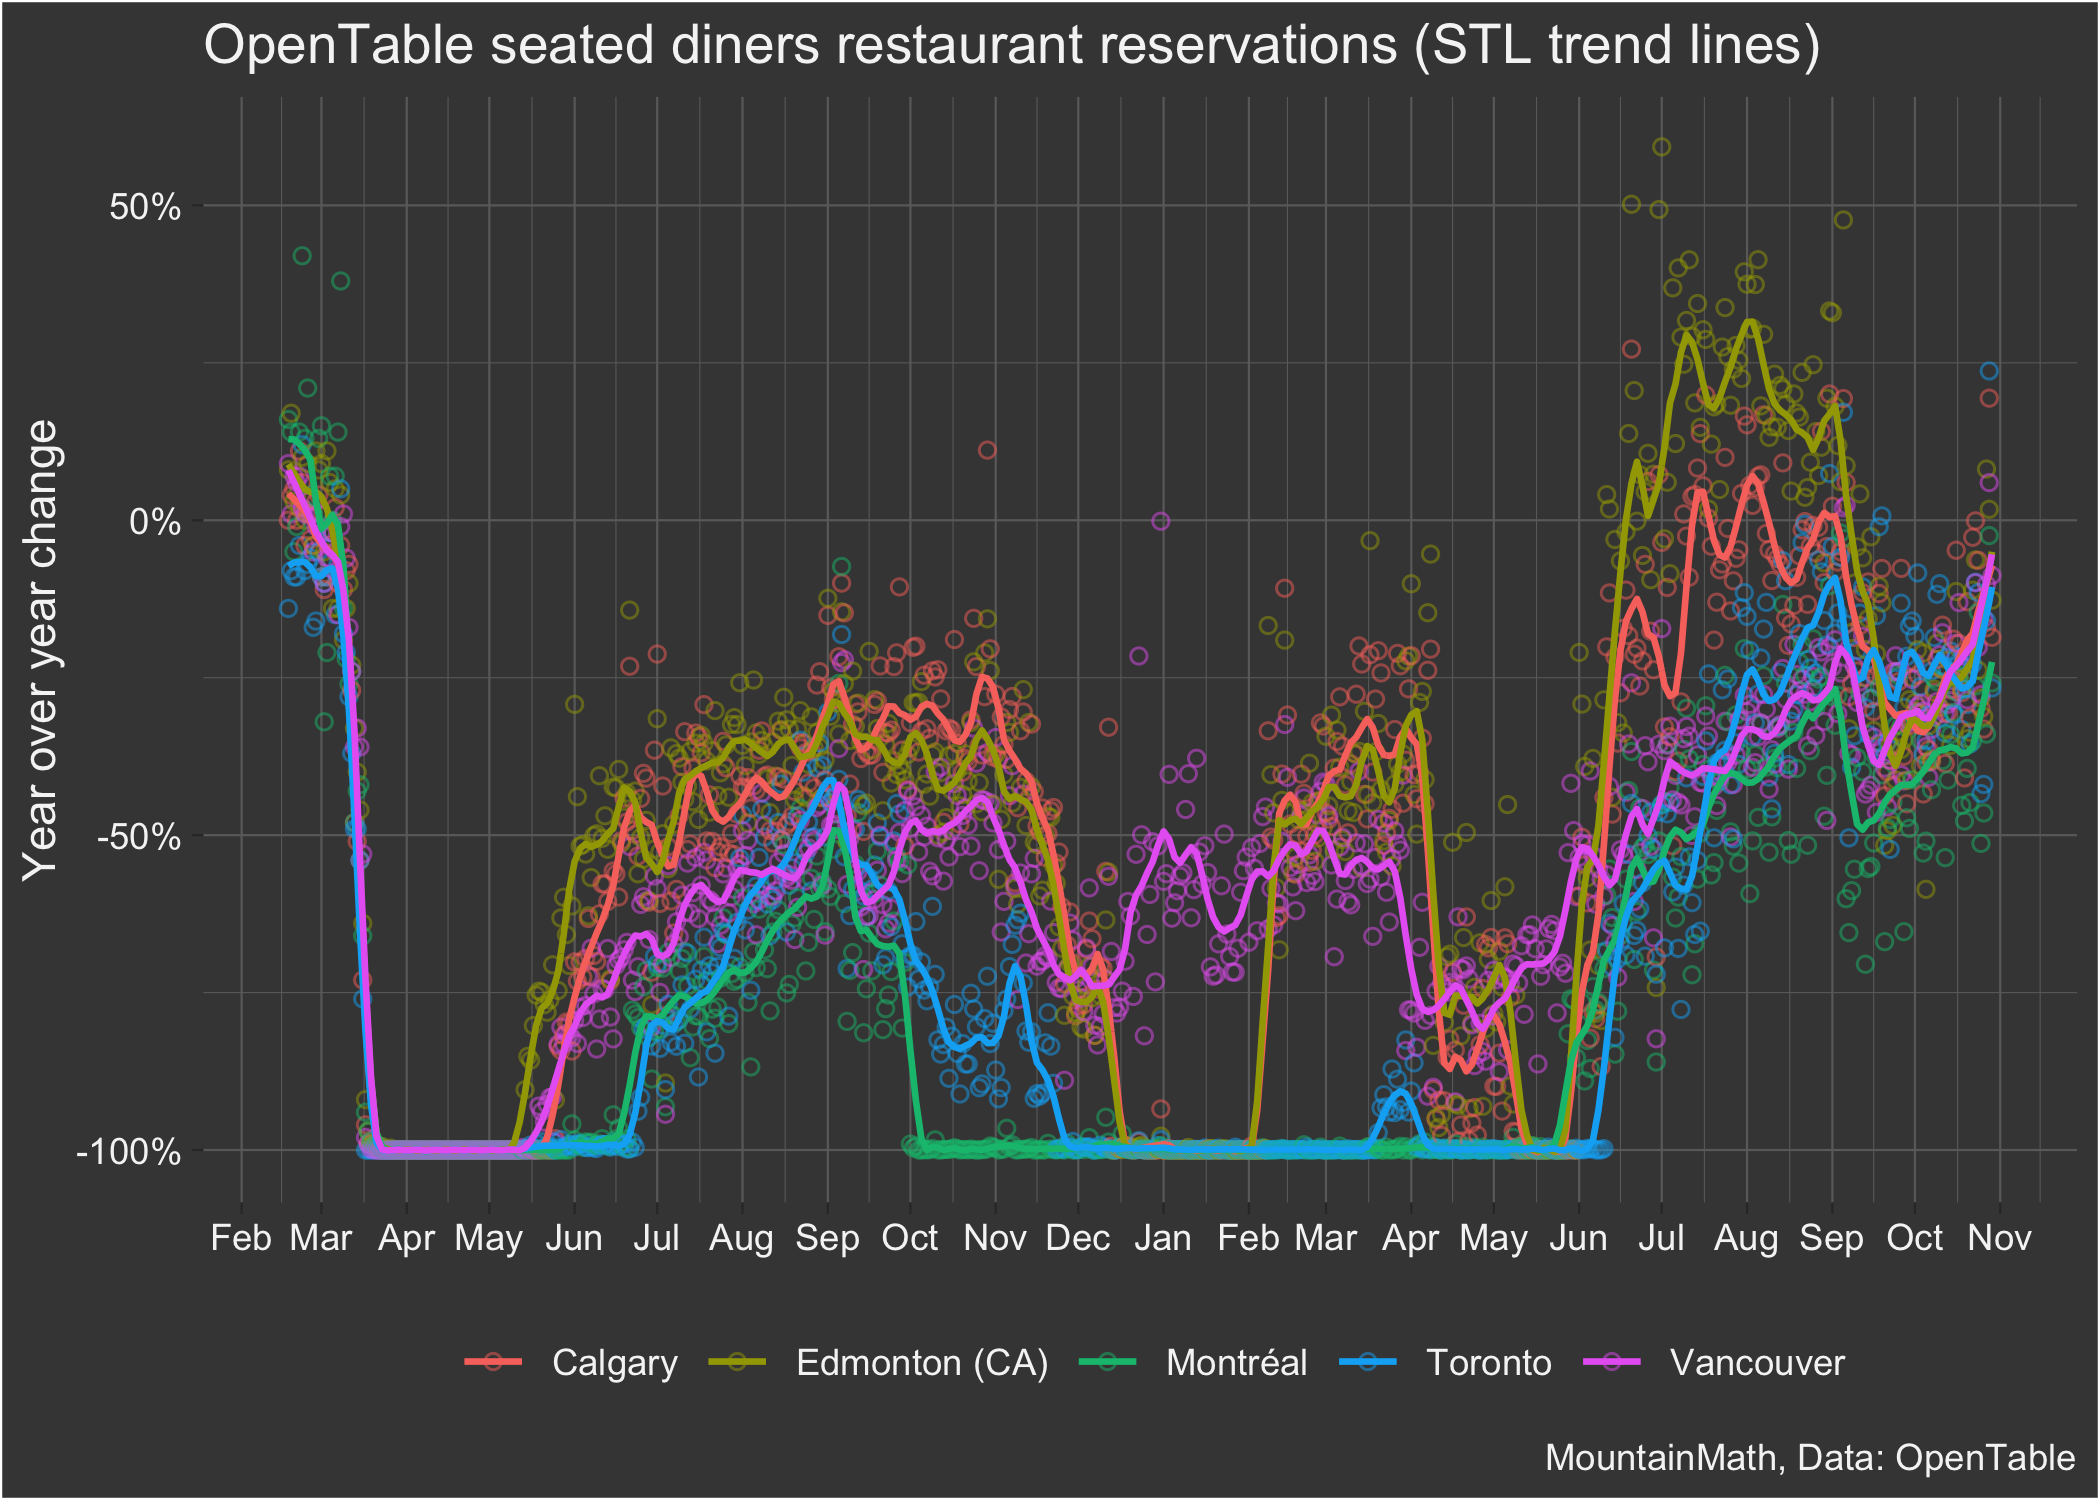 OpenTable seated diners restaurant reservations (STL trend lines)
Year over year change
50%
0%
-50%
-100%
Feb Mar Apr May Jun Jul Aug Sep Oct Nov Dec Jan Feb Mar Apr May Jun Jul Aug Sep Oct Nov
Calgary Edmonton (CA) Montréal Toronto Vancouver
MountainMath, Data: OpenTable